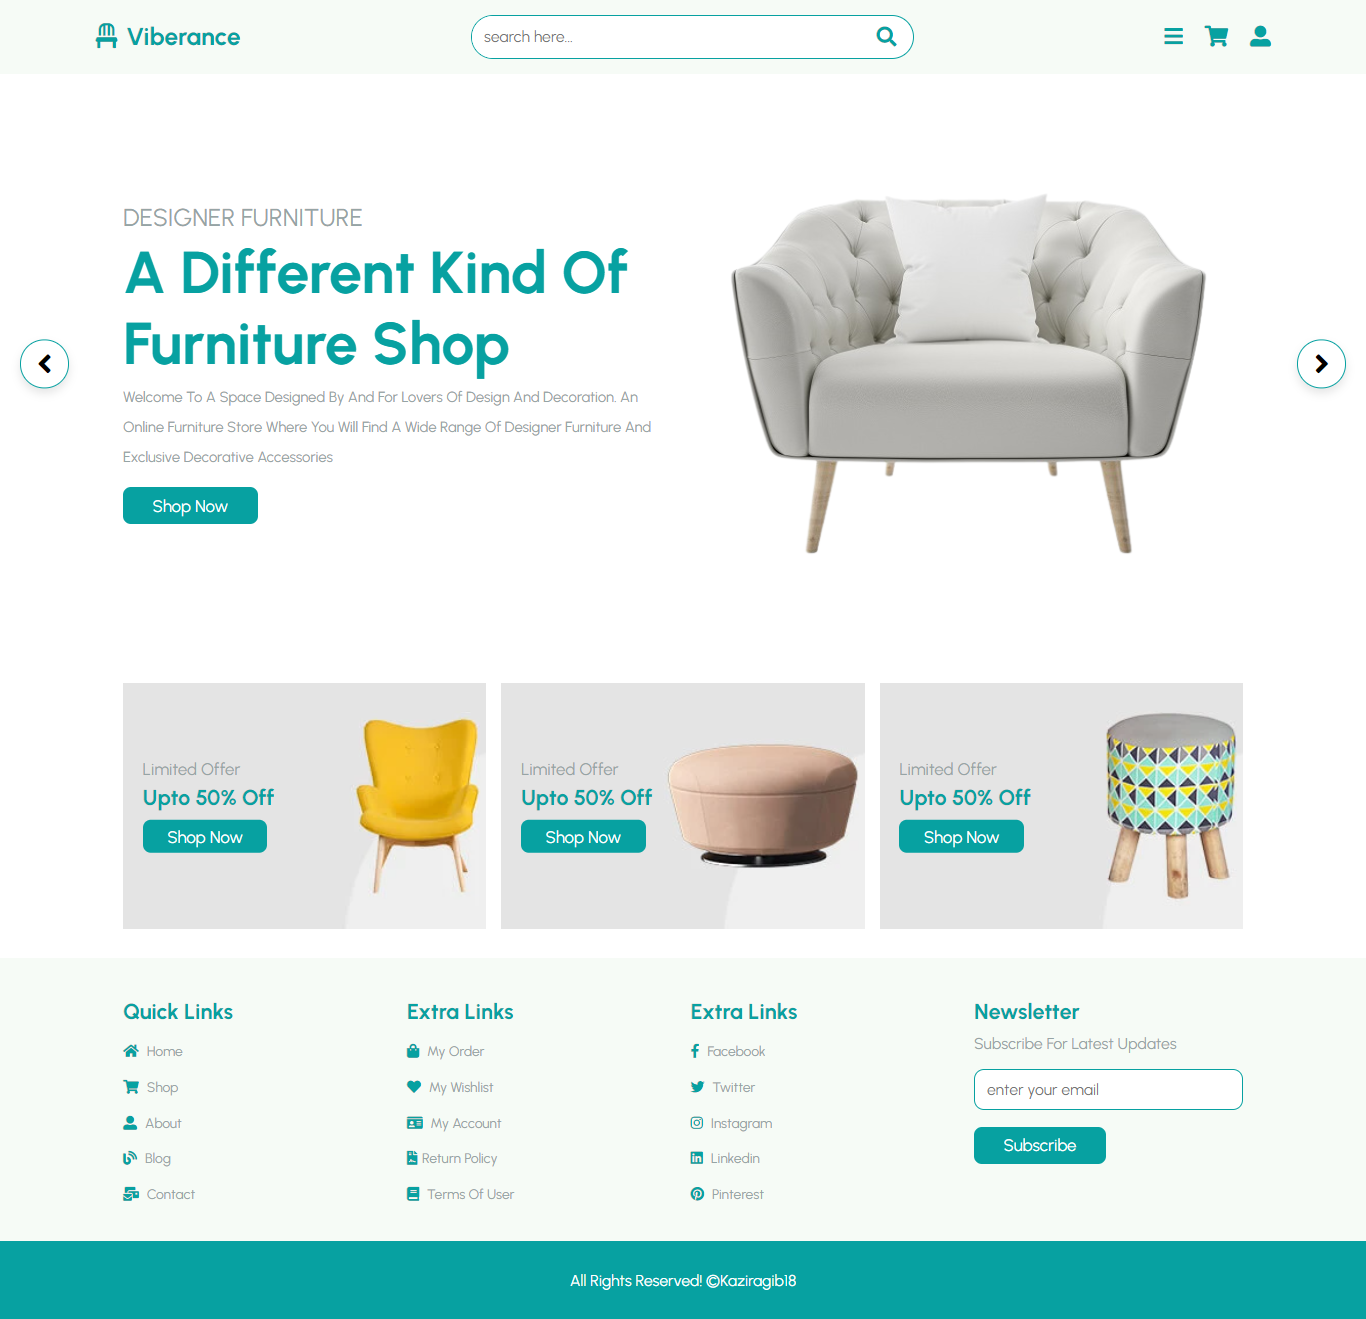 Viberance
search here...
DESIGNER FURNITURE
A Different Kind Of
Furniture Shop
Welcome To A Space Designed By And For Lovers Of Design And Decoration. An
Online Furniture Store Where You Will Find A Wide Range Of Designer Furniture And
Exclusive Decorative Accessories
Shop Now
Limited Offer
Upto 50% Off
Shop Now
Limited Offer
Upto 50% Off
Shop Now
Limited Offer
Upto 50% Off
Shop Now
Quick Links
Home
Shop
About
Blog
Contact
Extra Links
My Order
My Wishlist
My Account
Return Policy
Terms Of User
Extra Links
Facebook
Twitter
Instagram
Linkedin
Pinterest
Newsletter
Subscribe For Latest Updates
enter your email
Subscribe
All Rights Reserved! ©Kaziragib18